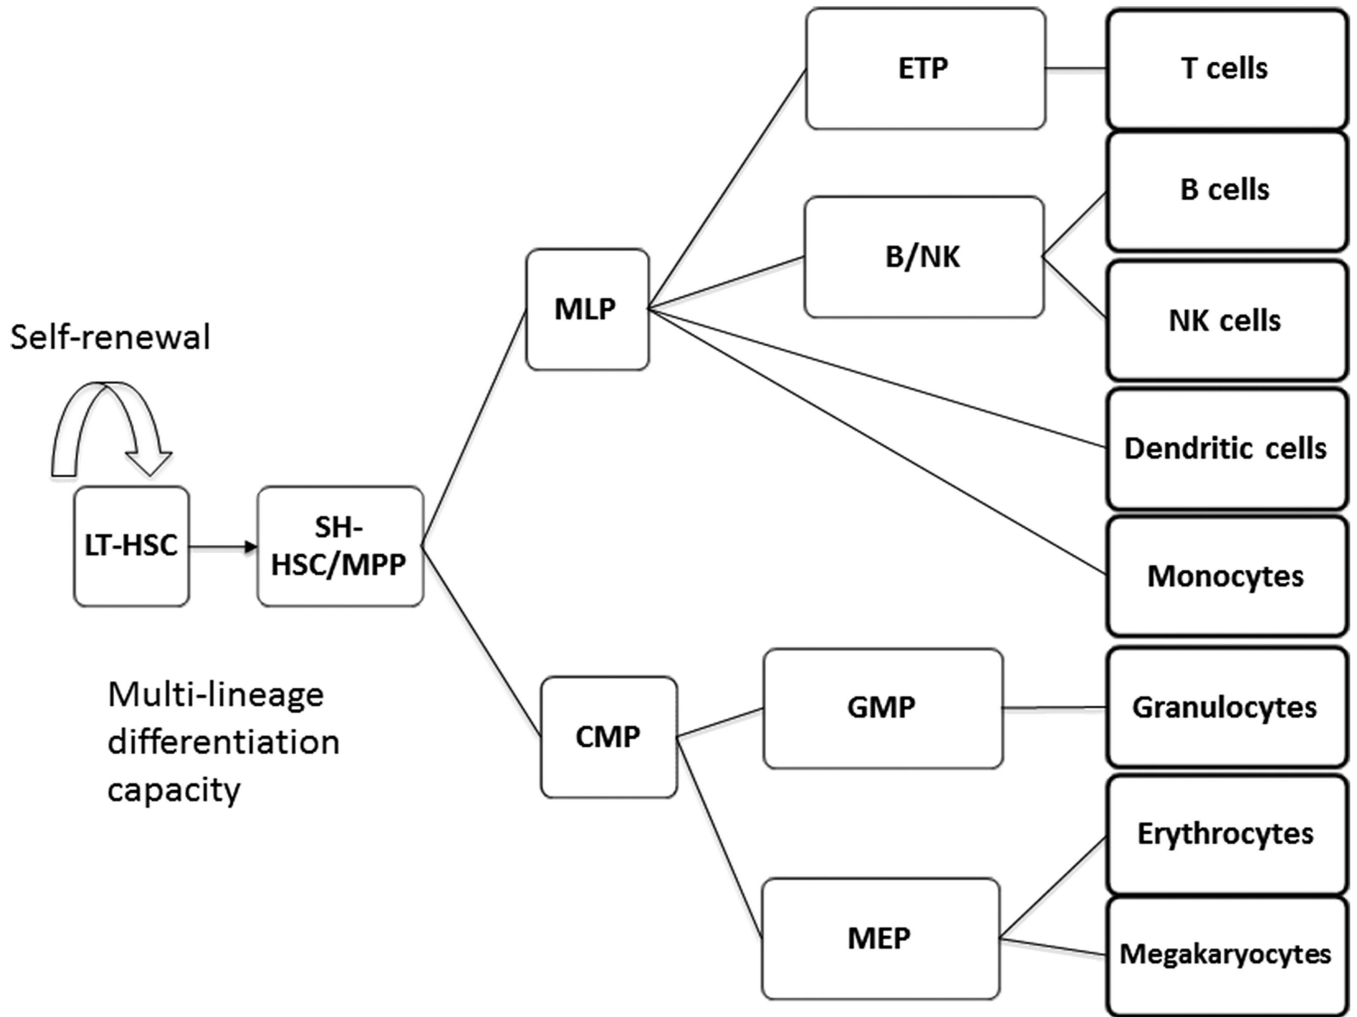 Self-renewal
LT-HSC
SH-
HSC/MPP
Multi-lineage
differentiation
capacity
MLP
CMP
ETP
B/NK
GMP
MEP
T cells
B cells
NK cells
Dendritic cells
Monocytes
Granulocytes
Erythrocytes
Megakaryocytes